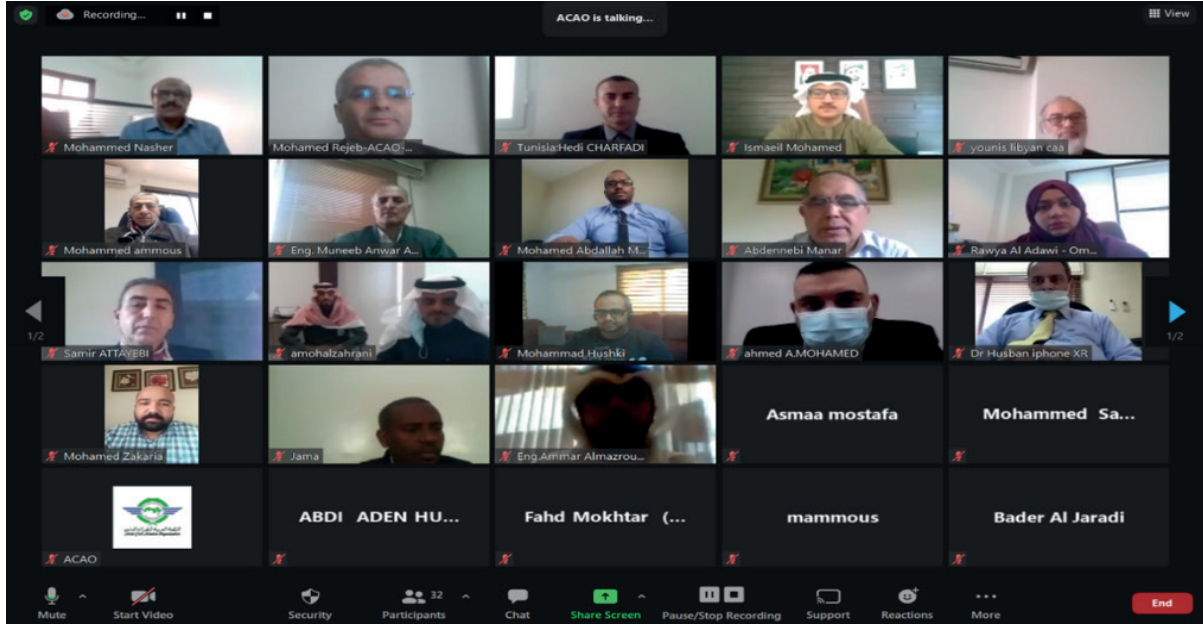 Recording...
ACAO is talking...
View
Mohammed Nasher
Mohamed Rejeb-ACAO-...
Tunisia:Hedi CHARFADI
Ismaeil Mohamed
younis libyan caa
Mohammed ammous
Eng. Muneeb Anwar A...
Mohamed Abdallah M...
Abdennebi Manar
Rawya Al Adawi - Om...
1/2
1/2
Samir ATTAYEBI
amohalzahrani
Mohammad Hushki
ahmed A.MOHAMED
Dr Husban iphone XR
Mohamed Zakaria
Jama
Eng.Ammar Almazrou...
Asmaa mostafa
Mohammed Sa...
ACAO
ABDI ADEN HU...
Fahd Mokhtar (...
mammous
Bader Al Jaradi
Mute
Start Video
Security
32
Participants
Chat
Share Screen
Pause/Stop Recording
Support
Reactions
More
End